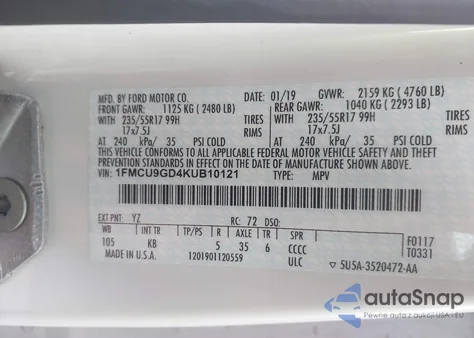 MFD. BY FORD MOTOR CO. 01/19 GVWR: 2159 KG ( 4760 LB)
FRONT GAWR: 1125 KG ( 2480 LB) REAR GAWR: 1040 KG ( 2293 LB)
WITH 235/55R17 99H TIRES WITH 235/55R17 99H TIRES
17x7.5J RIMS 17x7.5J RIMS
AT 240 kPa/ 35 PSI COLD AT 240 kPa/ 35 PSI COLD
THIS VEHICLE CONFORMS TO ALL APPLICABLE FEDERAL MOTOR VEHICLE SAFETY AND THEFT PREVENTION STANDARDS IN EFFECT ON THE DATE OF MANUFACTURE SHOWN ABOVE.
VIN: 1FMCU9GD4KUB10121 TYPE: MPV
EXT PNT: YZ RC: 72 DSO:
WB TP/PS R AXLE TR SPR
105 KB 5 35 6 CCCC F0117
MADE IN U.S.A. ULC T0331
1201901120559 5U5A-3520472-AA
autoSnap
Pewne auta z USA i EU